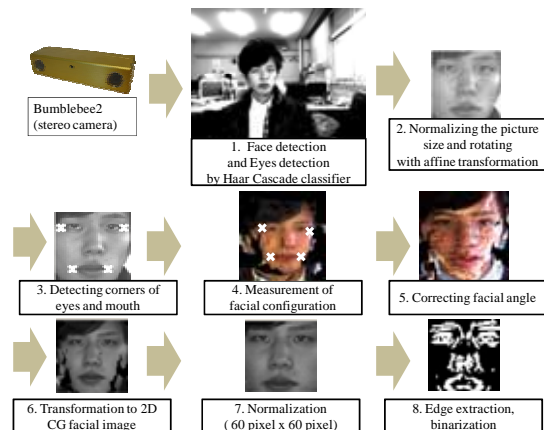 Bumblebee2
(stereo camera)
1. Face detection
and Eyes detection
by Haar Cascade classifier
2. Normalizing the picture
size and rotating
with affine transformation
3. Detecting corners of
eyes and mouth
4. Measurement of
facial configuration
5. Correcting facial angle
6. Transformation to 2D
CG facial image
7. Normalization
( 60 pixel x 60 pixel)
8. Edge extraction,
binarization